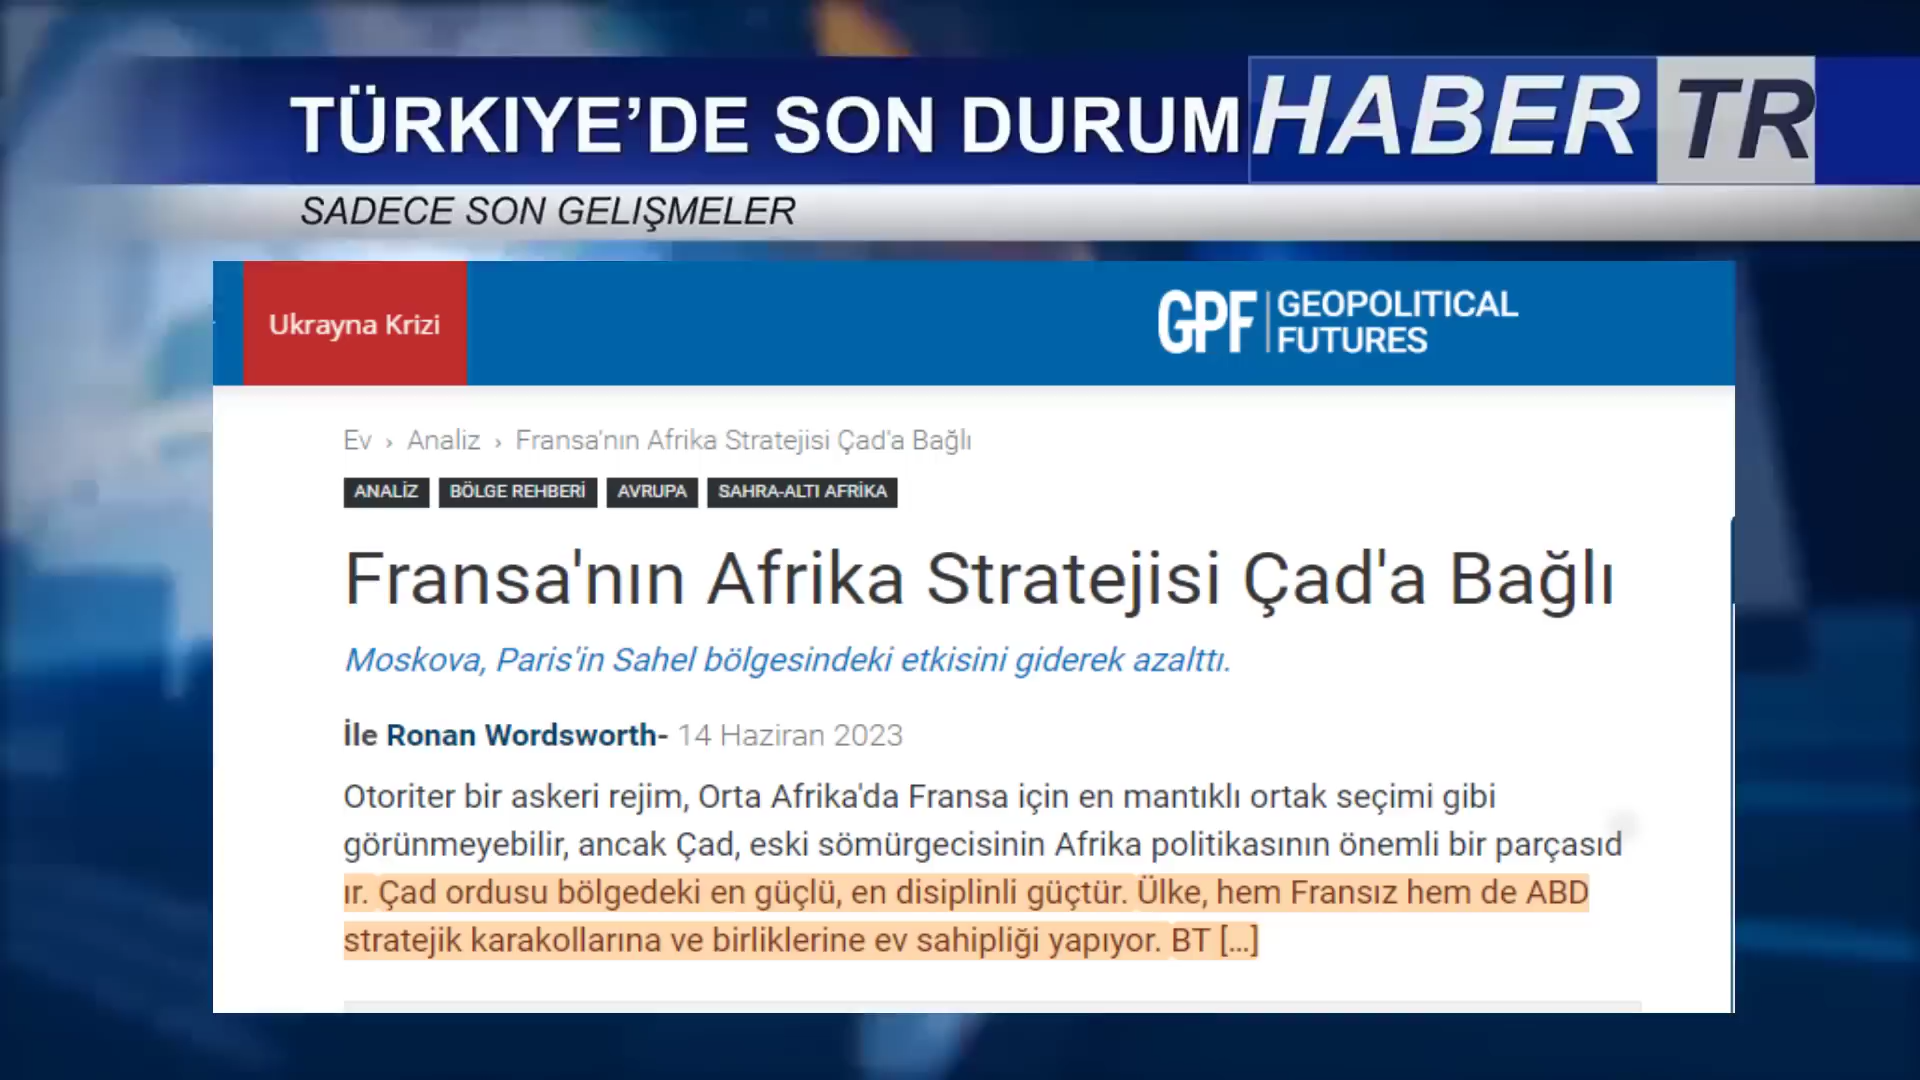 TÜRKIYE’DE SON DURUM
HABER TR
SADECE SON GELIŞMELER
Ukrayna Krizi
GPF GEOPOLITICAL
FUTURES
Ev › Analiz › Fransa'nın Afrika Stratejisi Çad'a Bağlı
ANALİZ BÖLGE REHBERİ AVRUPA SAHRA-ALTI AFRİKA
Fransa'nın Afrika Stratejisi Çad'a Bağlı
Moskova, Paris'in Sahel bölgesindeki etkisini giderek azalttı.
İle Ronan Wordsworth- 14 Haziran 2023
Otoriter bir askeri rejim, Orta Afrika'da Fransa için en mantıklı ortak seçimi gibi
görünmeyebilir, ancak Çad, eski sömürgecisinin Afrika politikasının önemli bir parçasıd
ır. Çad ordusu bölgedeki en güçlü, en disiplinli güçtür. Ülke, hem Fransız hem de ABD
stratejik karakollarına ve birliklerine ev sahipliği yapıyor. BT [...]